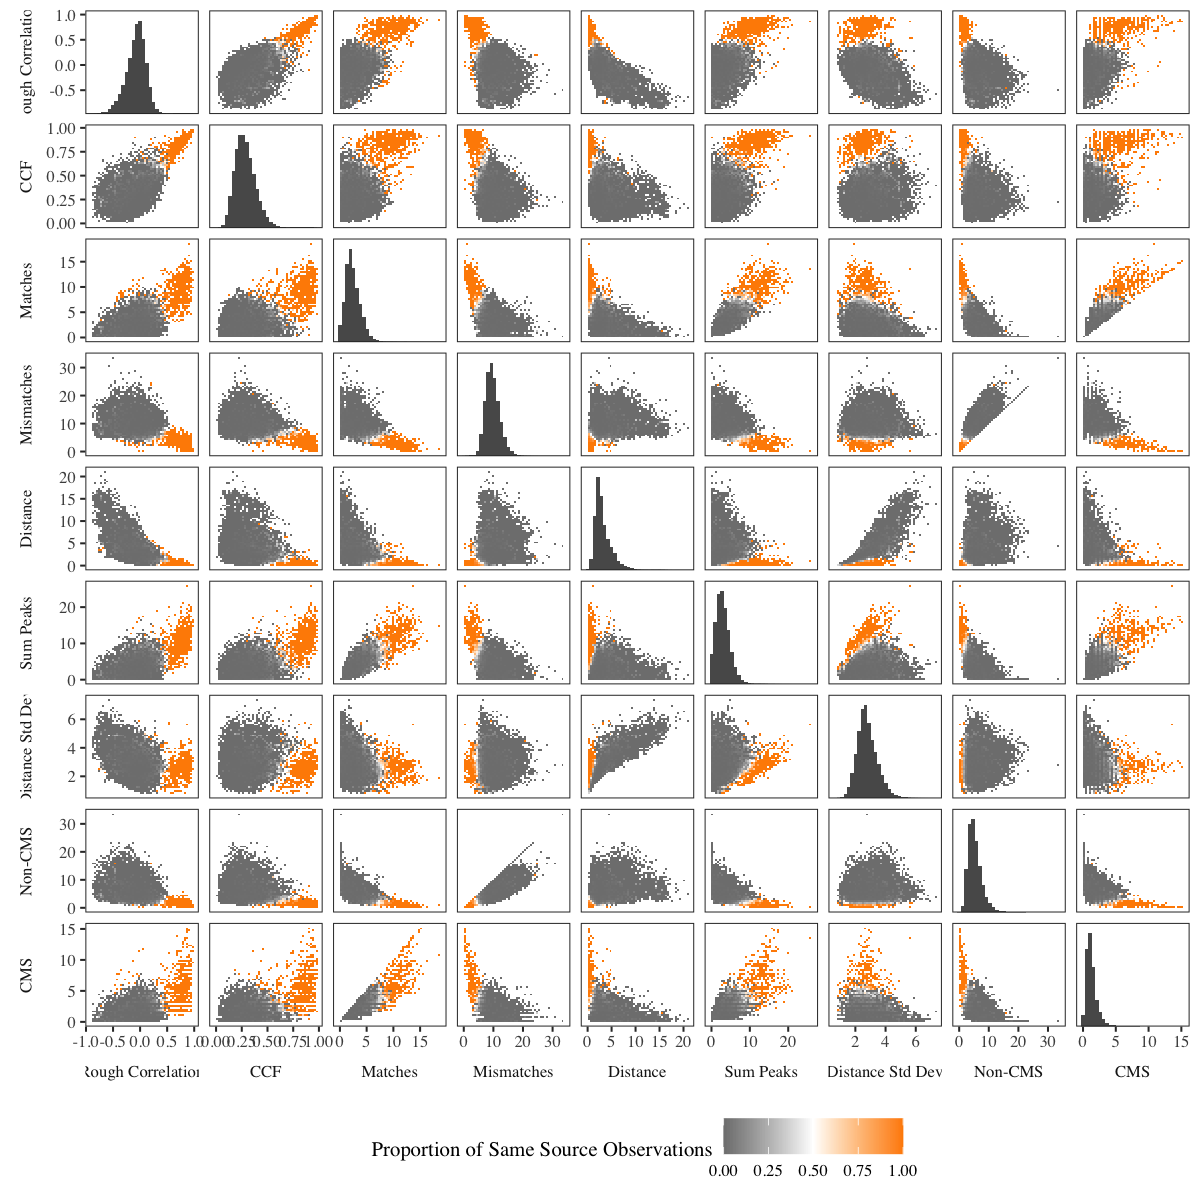 ough Correlatio
1.0
0.5
0.0
-0.5
CCF
1.00
0.75
0.50
0.25
0.00
Matches
15
10
5
0
Mismatches
30
20
10
0
Distance
20
15
10
5
0
Sum Peaks
20
10
0
Distance Std De
6
4
2
Non-CMS
30
20
10
0
CMS
15
10
5
0
-1.0 -0.5 0.0 0.5 1.0 0.00 0.25 0.50 0.75 1.00 0 5 10 15 0 10 20 30 0 5 10 15 20 0 10 20 2 4 6 0 10 20 30 0 5 10 15
Rough Correlation CCF Matches Mismatches Distance Sum Peaks Distance Std Dev Non-CMS CMS
Proportion of Same Source Observations
0.00 0.25 0.50 0.75 1.00